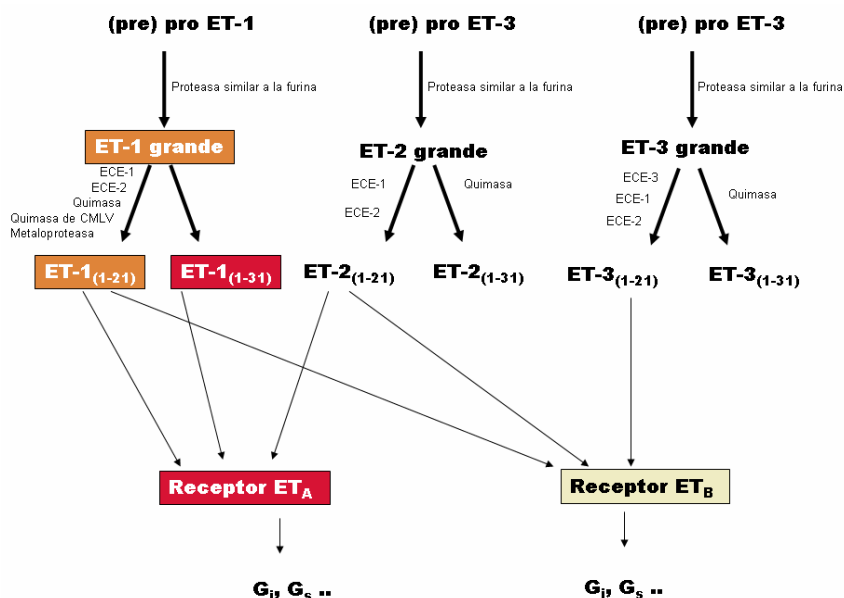 (pre) pro ET-1 (pre) pro ET-3 (pre) pro ET-3
Proteasa similar a la furina Proteasa similar a la furina Proteasa similar a la furina
ET-1 grande ET-2 grande ET-3 grande
ECE-1
ECE-2
Quimasa
Quimasa de CMLV
Metaloproteasa
ECE-1
ECE-2
Quimasa
ECE-3
ECE-1
ECE-2
Quimasa
ET-1(1-21) ET-1(1-31) ET-2(1-21) ET-2(1-31) ET-3(1-21) ET-3(1-31)
Receptor ETA Receptor ETB
Gi, Gs .. Gi, Gs ..